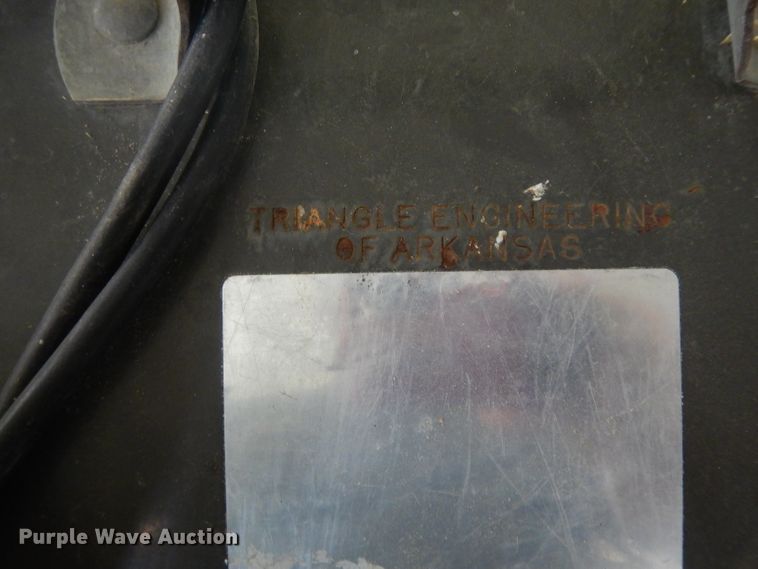 TRIANGLE ENGINEERING
OF ARKANSAS
Purple Wave Auction